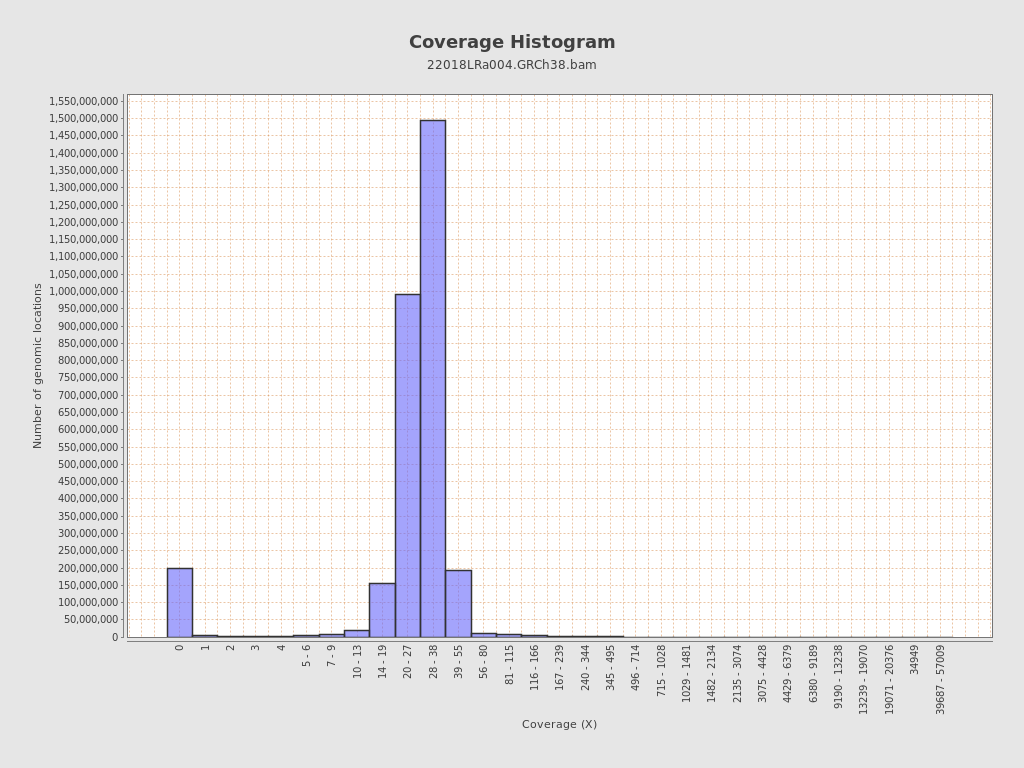 Coverage Histogram
22018LRa004.GRCh38.bam
1,550,000,000
1,500,000,000
1,450,000,000
1,400,000,000
1,350,000,000
1,300,000,000
1,250,000,000
1,200,000,000
1,150,000,000
1,100,000,000
1,050,000,000
1,000,000,000
950,000,000
900,000,000
850,000,000
800,000,000
750,000,000
700,000,000
650,000,000
600,000,000
550,000,000
500,000,000
450,000,000
400,000,000
350,000,000
300,000,000
250,000,000
200,000,000
150,000,000
100,000,000
50,000,000
0
Number of genomic locations
0
1
2
3
4
5 - 6
7 - 9
10 - 13
14 - 19
20 - 27
28 - 38
39 - 55
56 - 80
81 - 115
116 - 166
167 - 239
240 - 344
345 - 495
496 - 714
715 - 1028
1029 - 1481
1482 - 2134
2135 - 3074
3075 - 4428
4429 - 6379
6380 - 9189
9190 - 13238
13239 - 19070
19071 - 20376
34949
39687 - 57009
Coverage (X)